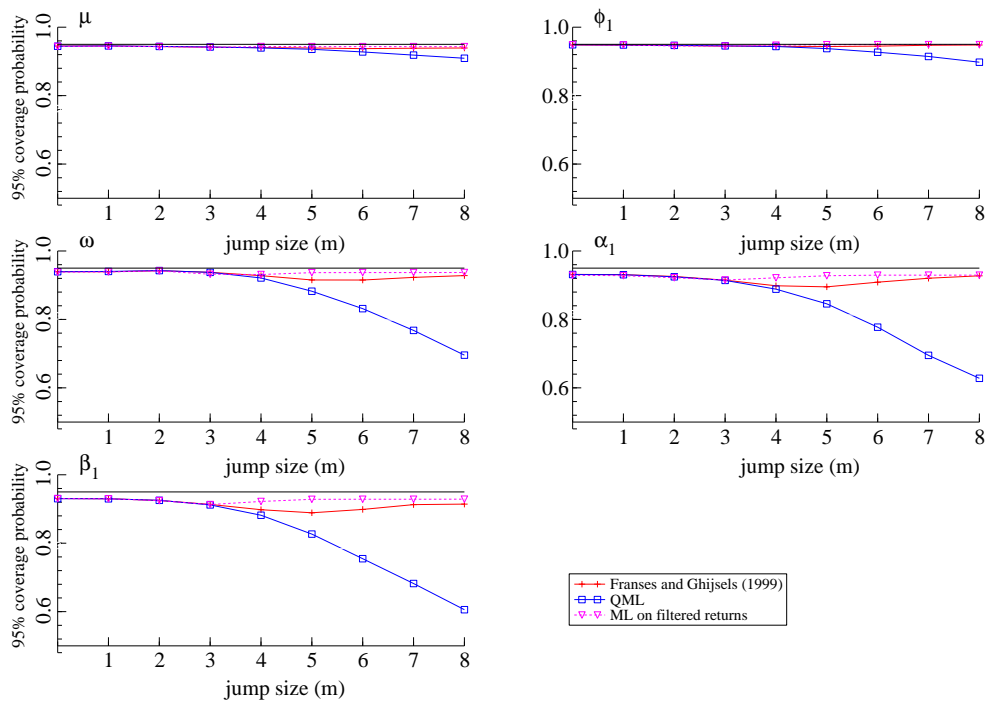 μ
95% coverage probability
1.0
0.8
0.6
1 2 3 4 5 6 7 8
jump size (m)
ϕ1
1.0
0.8
0.6
1 2 3 4 5 6 7 8
jump size (m)
ω
95% coverage probability
1.0
0.8
0.6
1 2 3 4 5 6 7 8
jump size (m)
α1
1.0
0.8
0.6
1 2 3 4 5 6 7 8
jump size (m)
β1
95% coverage probability
1.0
0.8
0.6
1 2 3 4 5 6 7 8
jump size (m)
Franses and Ghijsels (1999)
QML
ML on filtered returns